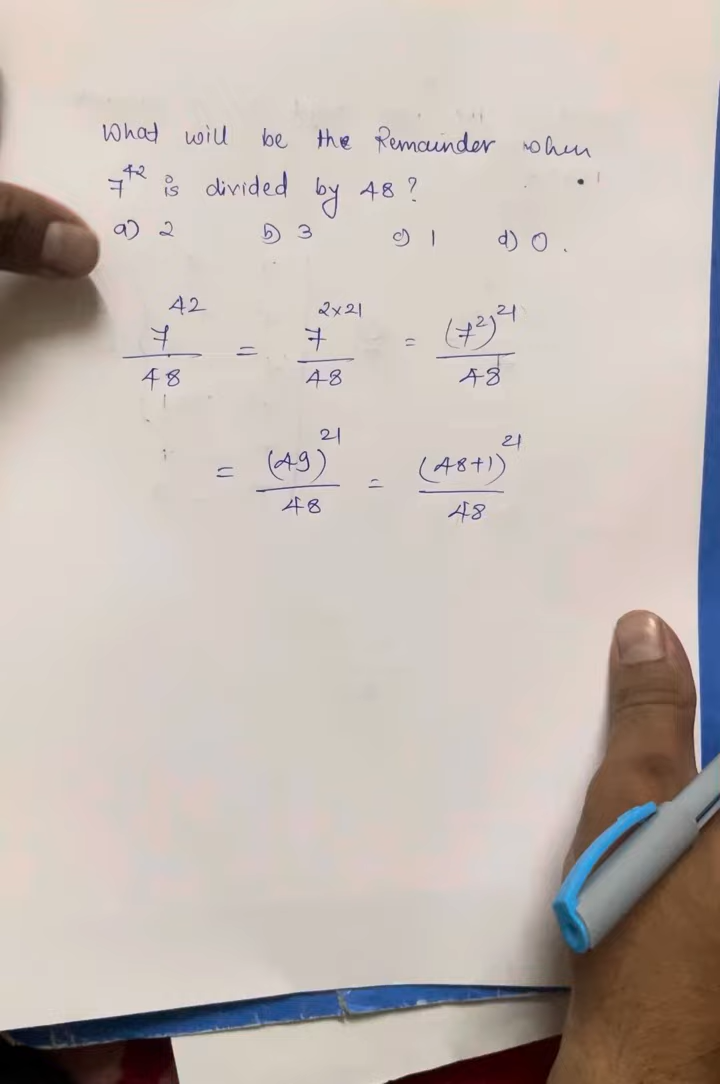 What will be the Remainder when
7^42 is divided by 48?
a) 2 b) 3 c) 1 d) 0.
7^42/48 = 7^2×21/48 = (7^2)^21/48
= (49)^21/48 = (48+1)^21/48